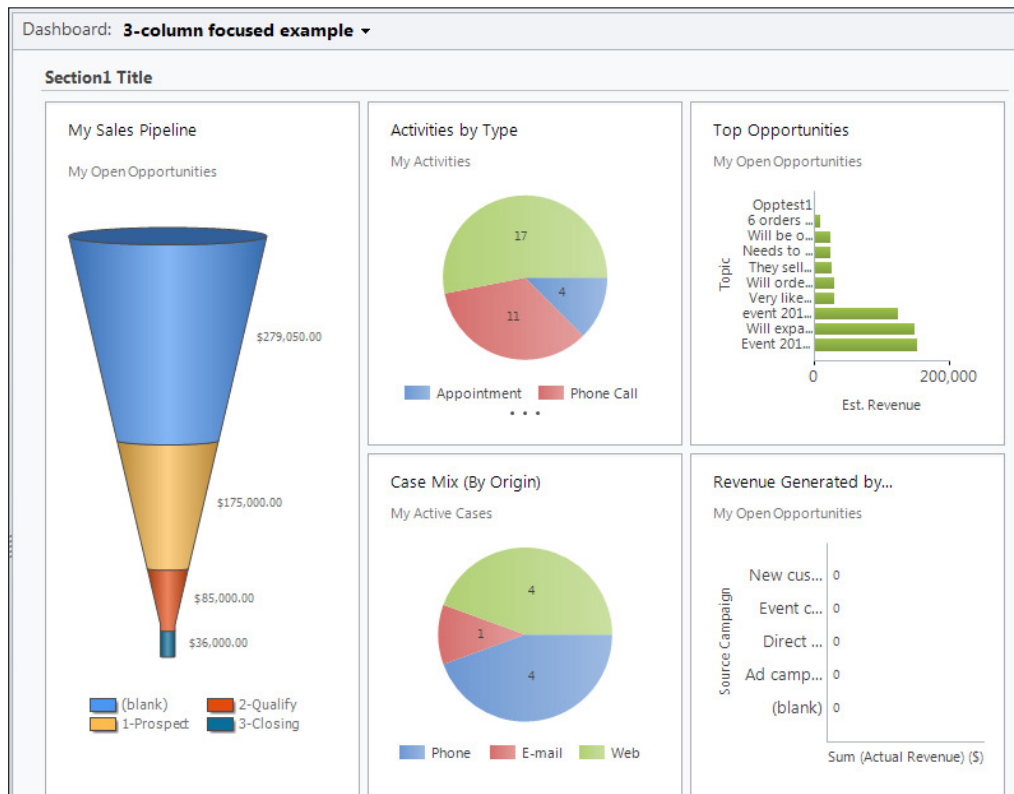 Dashboard: 3-column focused example
Section1 Title
My Sales Pipeline
My Open Opportunities
$279,050.00
$175,000.00
$85,000.00
$36,000.00
(blank)
2-Qualify
1-Prospect
3-Closing
Activities by Type
My Activities
17
4
11
Appointment
Phone Call
...
Top Opportunities
My Open Opportunities
Topic
Opptest1
6 orders ...
Will be o...
Needs to ...
They sell...
Will orde...
Very like...
event 201...
Will expa...
Event 201...
0
200,000
Est. Revenue
Case Mix (By Origin)
My Active Cases
4
1
4
Phone
E-mail
Web
Revenue Generated by...
My Open Opportunities
Source Campaign
New cus... 0
Event c... 0
Direct ... 0
Ad camp... 0
(blank) 0
Sum (Actual Revenue) ($)